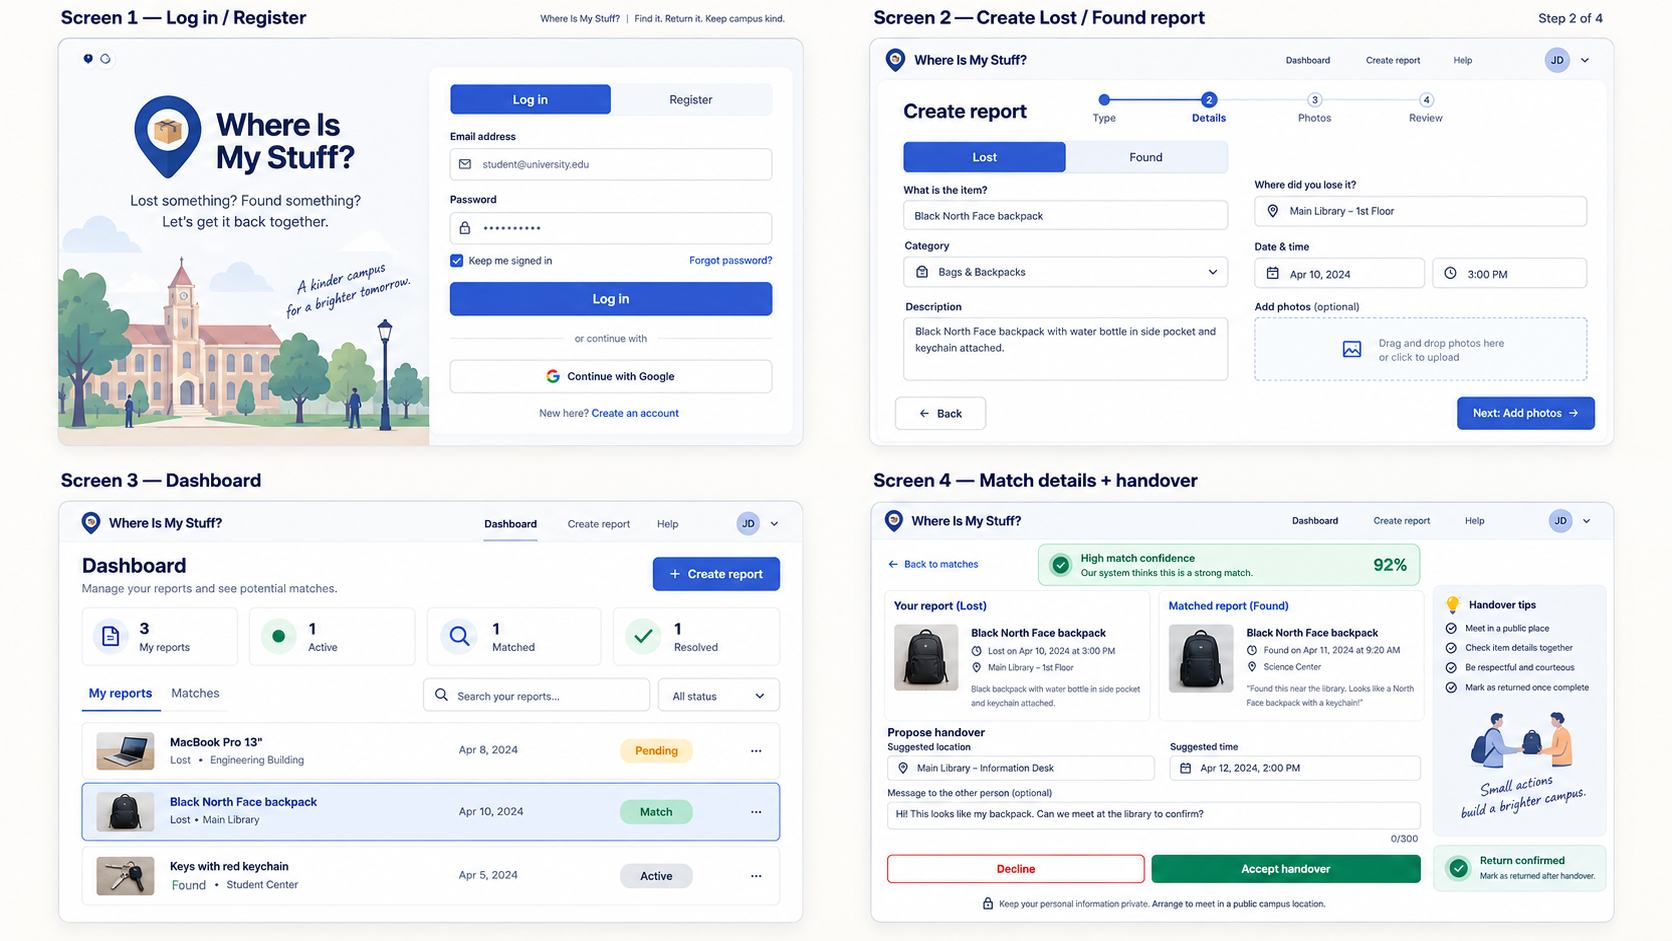 Screen 1 — Log in / Register
Where Is My Stuff? | Find it. Return it. Keep campus kind.
Where Is
My Stuff?
Lost something? Found something?
Let's get it back together.
A kinder campus
for a brighter tomorrow.
Log in
Register
Email address
student@university.edu
Password
Keep me signed in
Forgot password?
Log in
or continue with
Continue with Google
New here? Create an account
Screen 2 — Create Lost / Found report
Step 2 of 4
Where Is My Stuff?
Dashboard
Create report
Help
JD
Create report
2
3
4
Type
Details
Photos
Review
Lost
Found
What is the item?
Black North Face backpack
Category
Bags & Backpacks
Description
Black North Face backpack with water bottle in side pocket and
keychain attached.
Where did you lose it?
Main Library – 1st Floor
Date & time
Apr 10, 2024
3:00 PM
Add photos (optional)
Drag and drop photos here
or click to upload
← Back
Next: Add photos →
Screen 3 — Dashboard
Where Is My Stuff?
Dashboard
Create report
Help
JD
Dashboard
Manage your reports and see potential matches.
+ Create report
3
My reports
1
Active
1
Matched
1
Resolved
My reports
Matches
Search your reports...
All status
MacBook Pro 13"
Lost • Engineering Building
Apr 8, 2024
Pending
Black North Face backpack
Lost • Main Library
Apr 10, 2024
Match
Keys with red keychain
Found • Student Center
Apr 5, 2024
Active
Screen 4 — Match details + handover
Where Is My Stuff?
Dashboard
Create report
Help
JD
← Back to matches
High match confidence
Our system thinks this is a strong match.
92%
Your report (Lost)
Black North Face backpack
Lost on Apr 10, 2024 at 3:00 PM
Main Library – 1st Floor
Black backpack with water bottle in side pocket
and keychain attached.
Matched report (Found)
Black North Face backpack
Found on Apr 11, 2024 at 9:20 AM
Science Center
"Found this near the library. Looks like a North
Face backpack with a keychain!"
Handover tips
Meet in a public place
Check item details together
Be respectful and courteous
Mark as returned once complete
Small actions
build a brighter campus.
Propose handover
Suggested location
Main Library – Information Desk
Suggested time
Apr 12, 2024, 2:00 PM
Message to the other person (optional)
Hi! This looks like my backpack. Can we meet at the library to confirm?
0/300
Decline
Accept handover
Return confirmed
Mark as returned after handover.
Keep your personal information private. Arrange to meet in a public campus location.